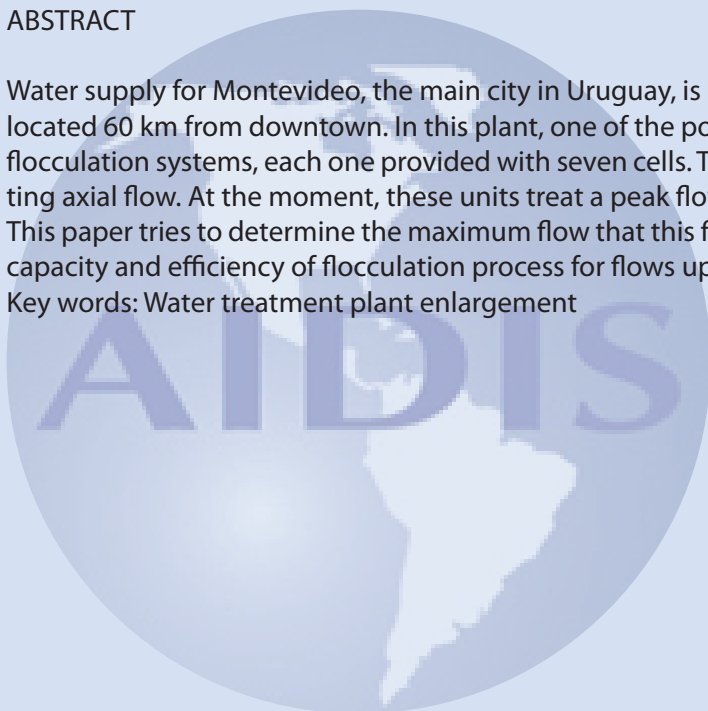 ABSTRACT
Water supply for Montevideo, the main city in Uruguay, is
located 60 km from downtown. In this plant, one of the po
flocculation systems, each one provided with seven cells. T
ting axial flow. At the moment, these units treat a peak flo
This paper tries to determine the maximum flow that this f
capacity and efficiency of flocculation process for flows up
Key words: Water treatment plant enlargement
AIDIS